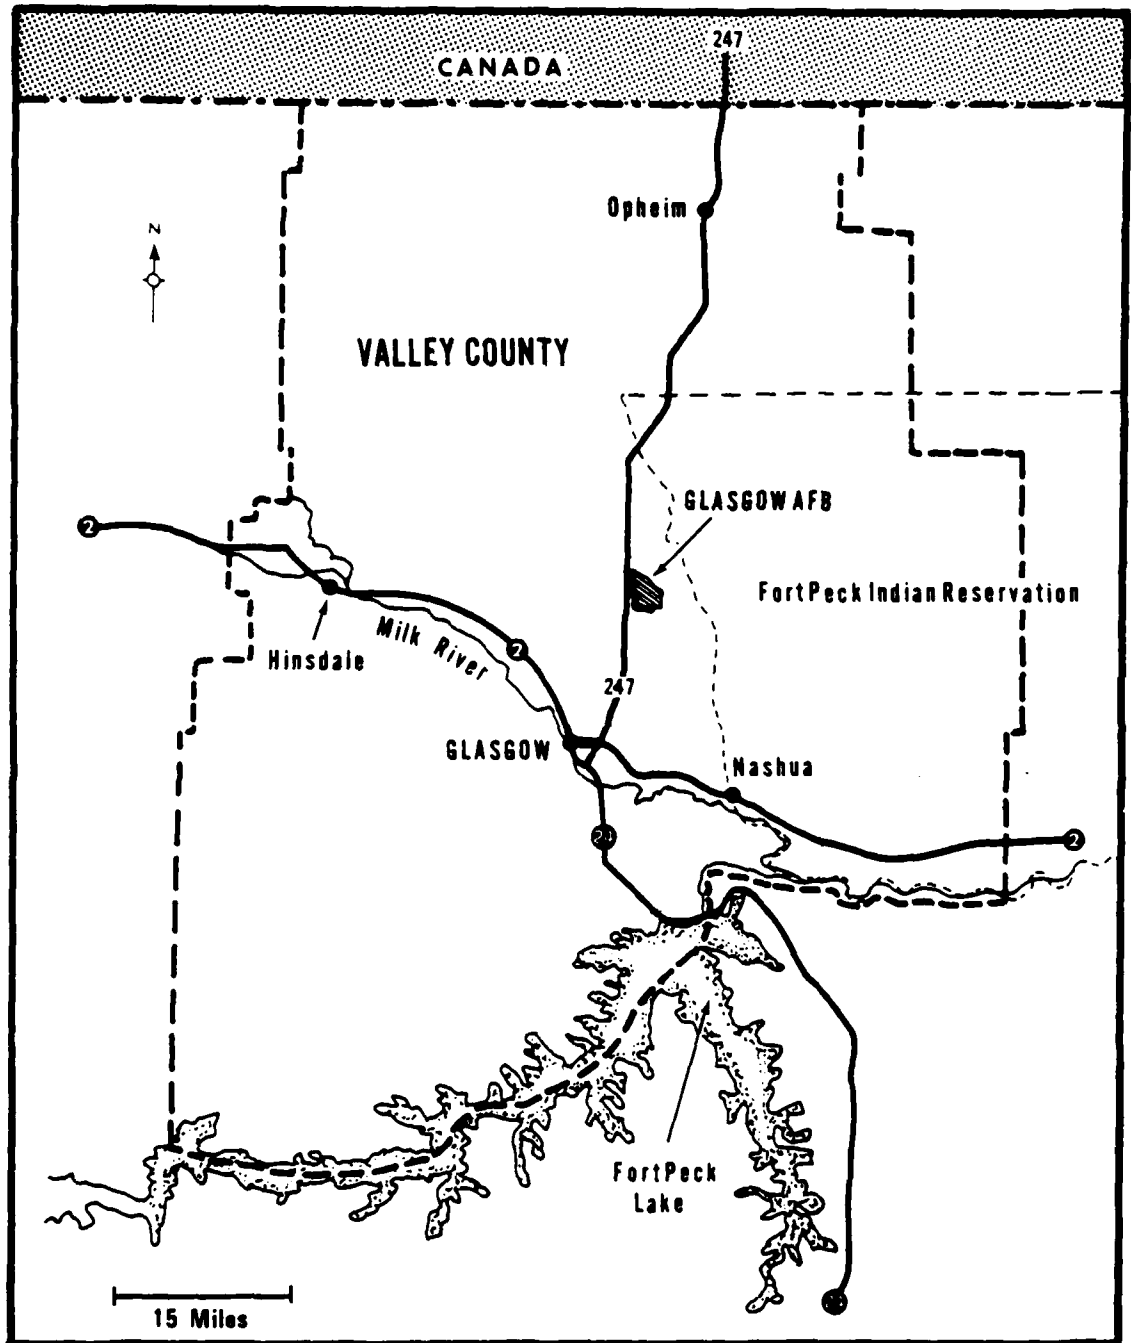 247
CANADA
Opheim
N
VALLEY COUNTY
GLASGOW AFB
2
Fort Peck Indian Reservation
Milk River
2
Hinsdale
247
GLASGOW
Nashua
24
2
Fort Peck
Lake
15 Miles